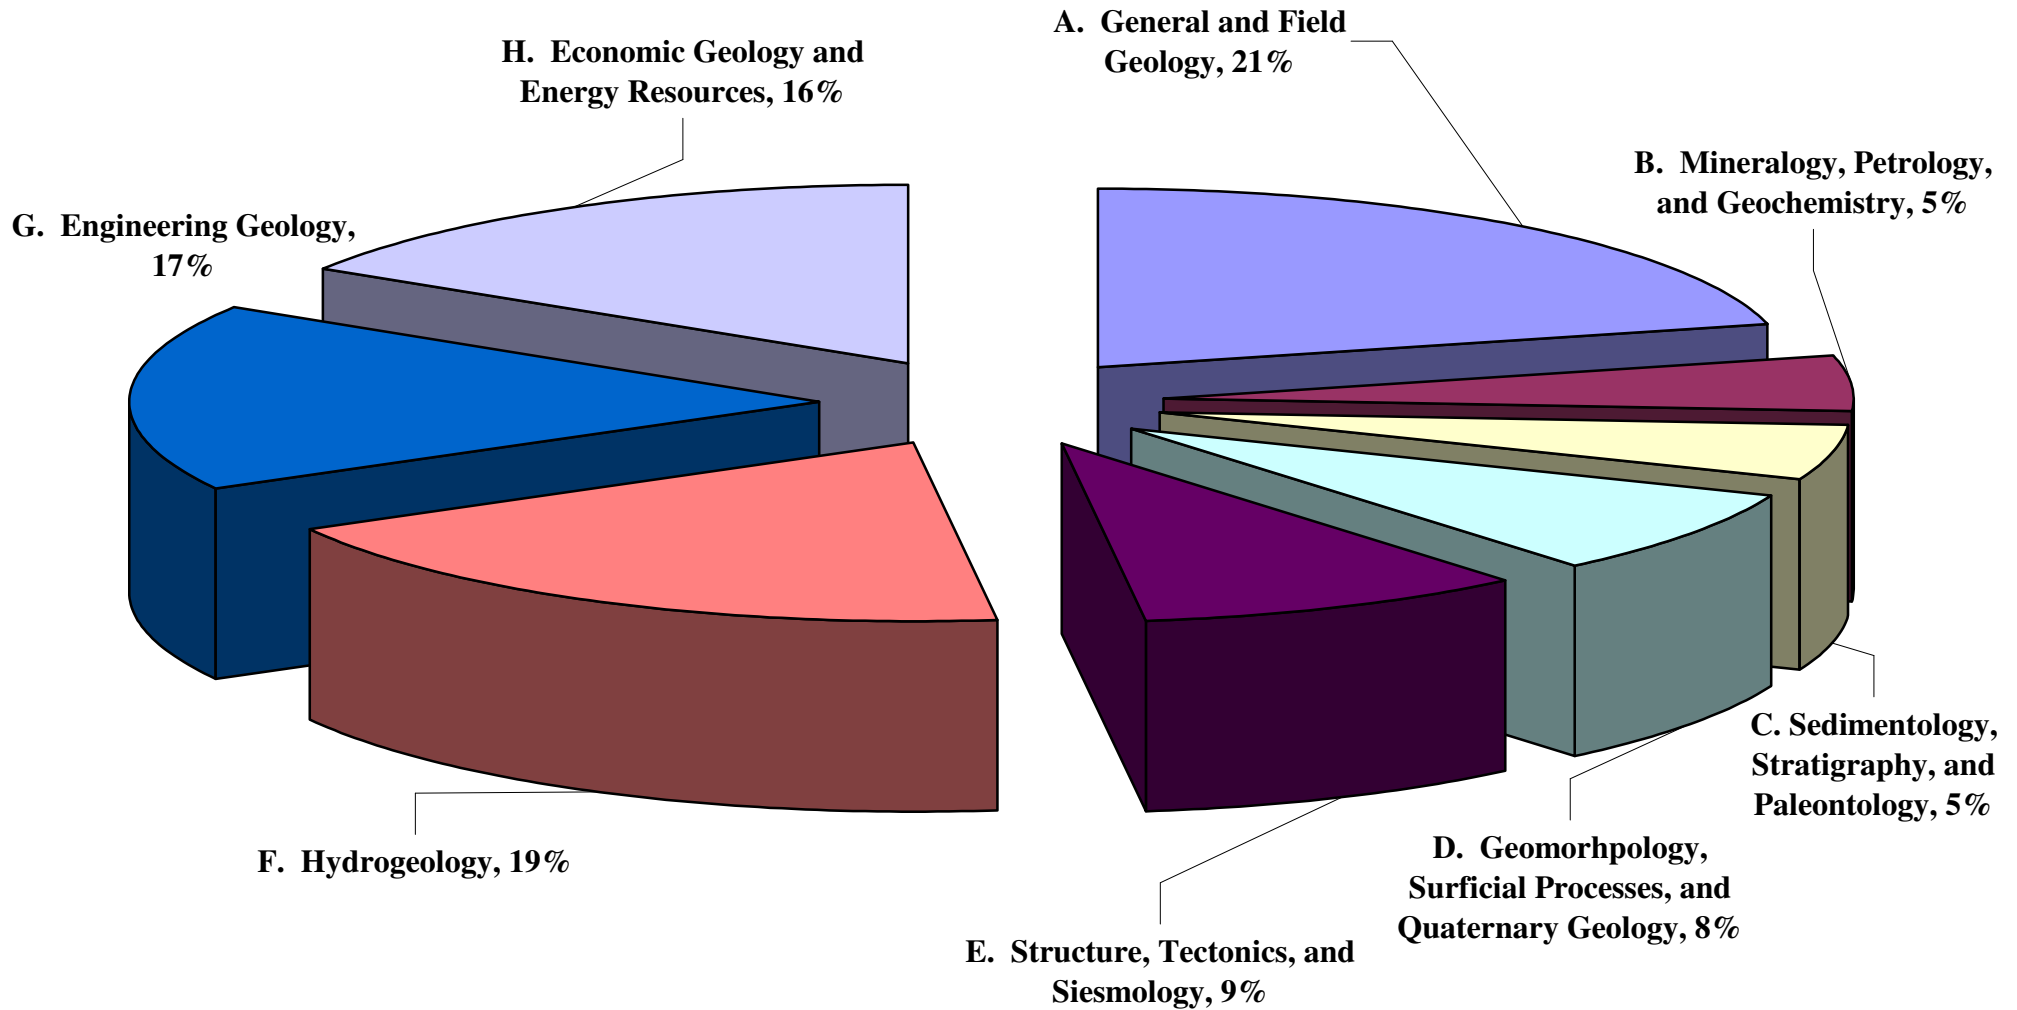 A.  General and Field
Geology, 21%
H.  Economic Geology and
Energy Resources, 16%
B.  Mineralogy, Petrology,
and Geochemistry, 5%
G.  Engineering Geology,
17%
C. Sedimentology,
Stratigraphy, and
Paleontology, 5%
F.  Hydrogeology, 19%
D.  Geomorhpology,
Surficial Processes, and
Quaternary Geology, 8%
E.  Structure, Tectonics, and
Siesmology, 9%